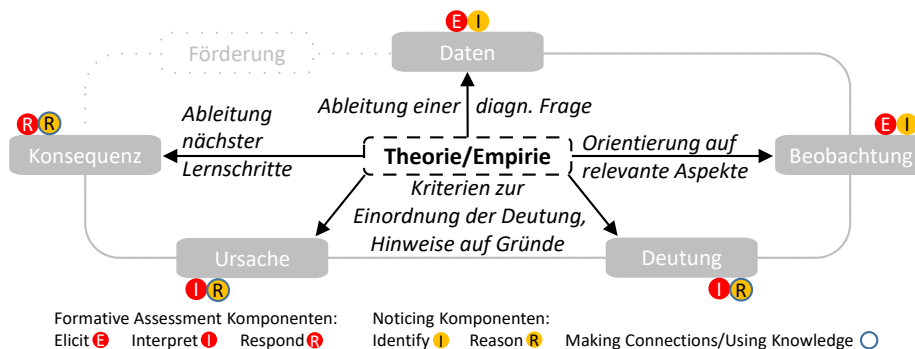 E I
Förderung
Daten
Ableitung einer diagn. Frage
R R
Ableitung
nächster
Lernschritte
Konsequenz
Theorie/Empirie
Orientierung auf
relevante Aspekte
E I
Beobachtung
Kriterien zur
Einordnung der Deutung,
Hinweise auf Gründe
Ursache
Deutung
I R
I R
Formative Assessment Komponenten:
Elicit E Interpret I Respond R
Noticing Komponenten:
Identify I Reason R Making Connections/Using Knowledge